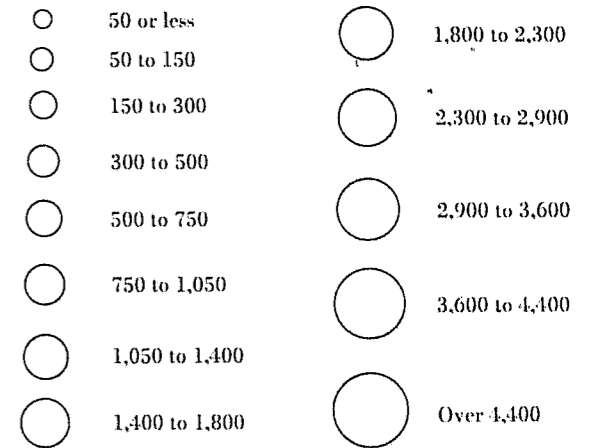 50 or less
50 to 150
150 to 300
300 to 500
500 to 750
750 to 1,050
1,050 to 1,400
1,400 to 1,800
1,800 to 2,300
2,300 to 2,900
2,900 to 3,600
3,600 to 4,400
Over 4,400